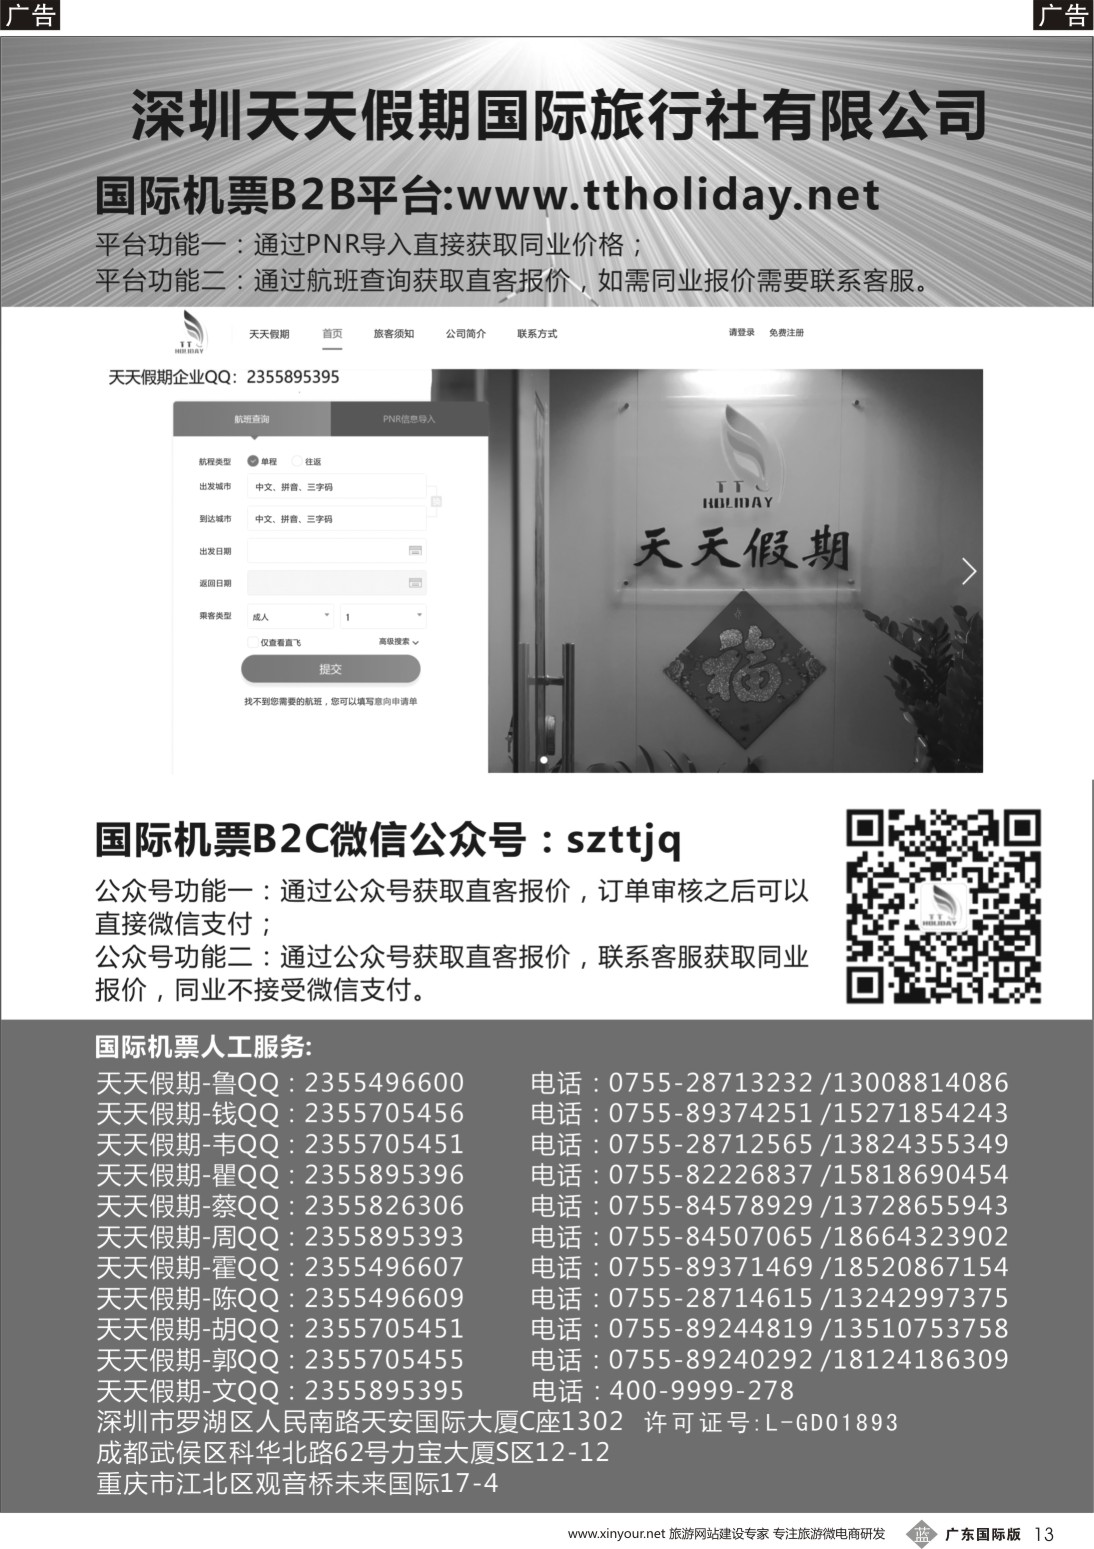 广告
广告
深圳天天假期国际旅行社有限公司
国际机票B2B平台:www.ttholiday.net
平台功能一：通过PNR导入直接获取同业价格；
平台功能二：通过航班查询获取直客报价，如需同业报价需要联系客服。
TT
HOLIDAY
天天假期 首页 旅客须知 公司简介 联系方式 请登录 免费注册
天天假期企业QQ：2355895395
航班查询 PNR信息导入
航程类型 单程 往返
出发城市 中文、拼音、三字码
到达城市 中文、拼音、三字码
出发日期
返回日期
乘客类型 成人 1
仅查看直飞 高级搜索
提交
找不到您需要的航班，您可以填写意向申请单
TT
HOLIDAY
天天假期
福
国际机票B2C微信公众号：szttjq
公众号功能一：通过公众号获取直客报价，订单审核之后可以
直接微信支付；
公众号功能二：通过公众号获取直客报价，联系客服获取同业
报价，同业不接受微信支付。
TT
HOLIDAY
国际机票人工服务:
天天假期-鲁QQ：2355496600 电话：0755-28713232 /13008814086
天天假期-钱QQ：2355705456 电话：0755-89374251 /15271854243
天天假期-韦QQ：2355705451 电话：0755-28712565 /13824355349
天天假期-瞿QQ：2355895396 电话：0755-82226837 /15818690454
天天假期-蔡QQ：2355826306 电话：0755-84578929 /13728655943
天天假期-周QQ：2355895393 电话：0755-84507065 /18664323902
天天假期-霍QQ：2355496607 电话：0755-89371469 /18520867154
天天假期-陈QQ：2355496609 电话：0755-28714615 /13242997375
天天假期-胡QQ：2355705451 电话：0755-89244819 /13510753758
天天假期-郭QQ：2355705455 电话：0755-89240292 /18124186309
天天假期-文QQ：2355895395 电话：400-9999-278
深圳市罗湖区人民南路天安国际大厦C座1302 许可证号:L-GD01893
成都武侯区科华北路62号力宝大厦S区12-12
重庆市江北区观音桥未来国际17-4
www.xinyour.net 旅游网站建设专家 专注旅游微电商研发 蓝 广东国际版 13